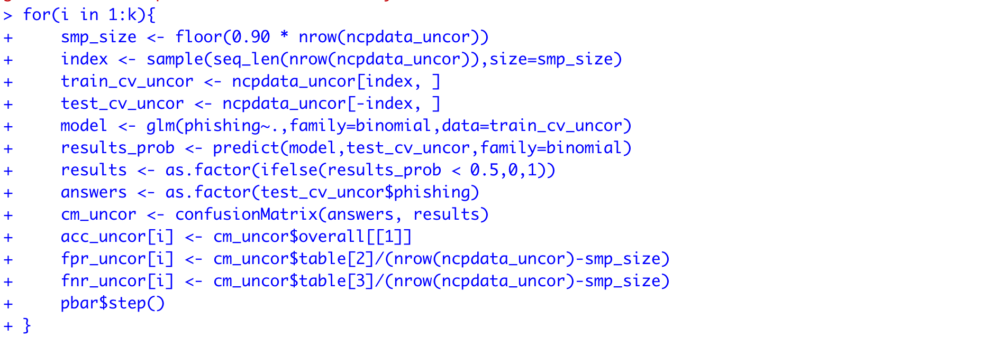 > for(i in 1:k){
+     smp_size <- floor(0.90 * nrow(ncpdata_uncor))
+     index <- sample(seq_len(nrow(ncpdata_uncor)),size=smp_size)
+     train_cv_uncor <- ncpdata_uncor[index, ]
+     test_cv_uncor <- ncpdata_uncor[-index, ]
+     model <- glm(phishing~.,family=binomial,data=train_cv_uncor)
+     results_prob <- predict(model,test_cv_uncor,family=binomial)
+     results <- as.factor(ifelse(results_prob < 0.5,0,1))
+     answers <- as.factor(test_cv_uncor$phishing)
+     cm_uncor <- confusionMatrix(answers, results)
+     acc_uncor[i] <- cm_uncor$overall[[1]]
+     fpr_uncor[i] <- cm_uncor$table[2]/(nrow(ncpdata_uncor)-smp_size)
+     fnr_uncor[i] <- cm_uncor$table[3]/(nrow(ncpdata_uncor)-smp_size)
+     pbar$step()
+ }